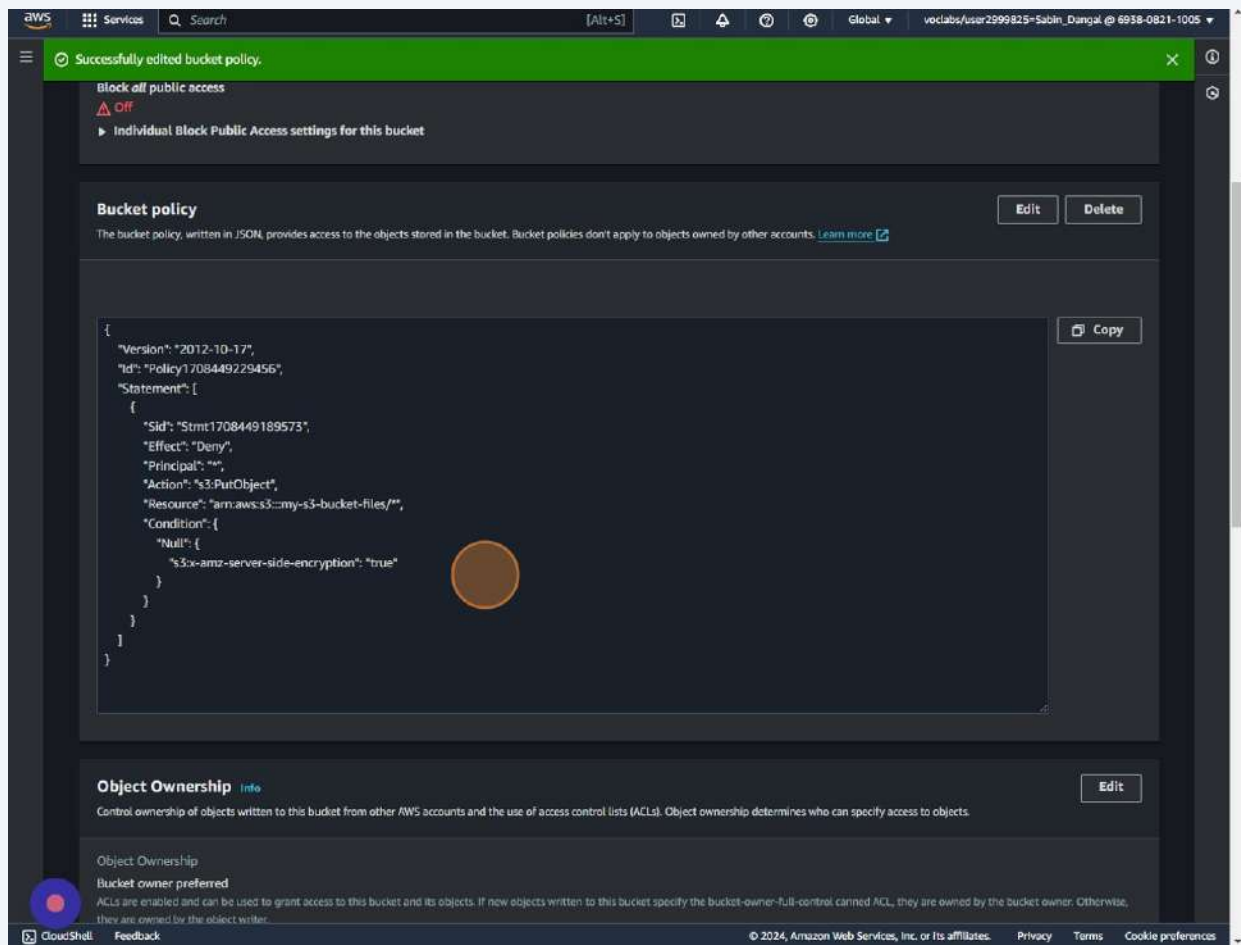 aws Services Search [Alt+S] Global voclabs/user2999825=Sabin_Dangal @ 6938-0821-1005
Successfully edited bucket policy.
Block all public access
Off
Individual Block Public Access settings for this bucket
Bucket policy
Edit Delete
The bucket policy, written in JSON, provides access to the objects stored in the bucket. Bucket policies don't apply to objects owned by other accounts. Learn more
Copy
{
"Version": "2012-10-17",
"Id": "Policy1708449229456",
"Statement": [
{
"Sid": "Stmt1708449189573",
"Effect": "Deny",
"Principal": "*",
"Action": "s3:PutObject",
"Resource": "arn:aws:s3:::my-s3-bucket-files/*",
"Condition": {
"Null": {
"s3:x-amz-server-side-encryption": "true"
}
}
}
]
}
Object Ownership Info
Edit
Control ownership of objects written to this bucket from other AWS accounts and the use of access control lists (ACLs). Object ownership determines who can specify access to objects.
Object Ownership
Bucket owner preferred
ACLs are enabled and can be used to grant access to this bucket and its objects. If new objects written to this bucket specify the bucket-owner-full-control canned ACL, they are owned by the bucket owner. Otherwise,
they are owned by the object writer.
CloudShell Feedback © 2024, Amazon Web Services, Inc. or its affiliates. Privacy Terms Cookie preferences